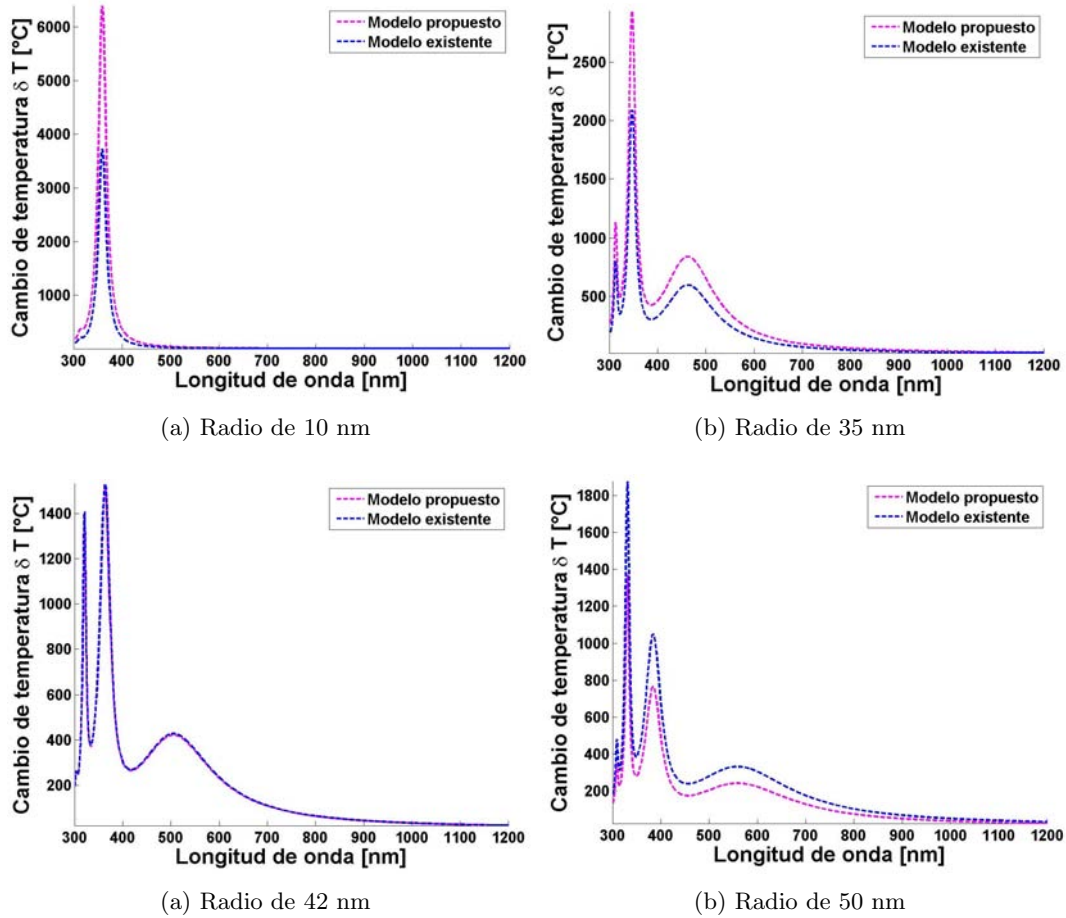 Cambio de temperatura δ T [ºC]
6000
5000
4000
3000
2000
1000
300 400 500 600 700 800 900 1000 1100 1200
Longitud de onda [nm]
Modelo propuesto
Modelo existente
(a) Radio de 10 nm
Cambio de temperatura δ T [ºC]
2500
2000
1500
1000
500
300 400 500 600 700 800 900 1000 1100 1200
Longitud de onda [nm]
Modelo propuesto
Modelo existente
(b) Radio de 35 nm
Cambio de temperatura δ T [ºC]
1400
1200
1000
800
600
400
200
300 400 500 600 700 800 900 1000 1100 1200
Longitud de onda [nm]
Modelo propuesto
Modelo existente
(a) Radio de 42 nm
Cambio de temperatura δ T [ºC]
1800
1600
1400
1200
1000
800
600
400
200
300 400 500 600 700 800 900 1000 1100 1200
Longitud de onda [nm]
Modelo propuesto
Modelo existente
(b) Radio de 50 nm